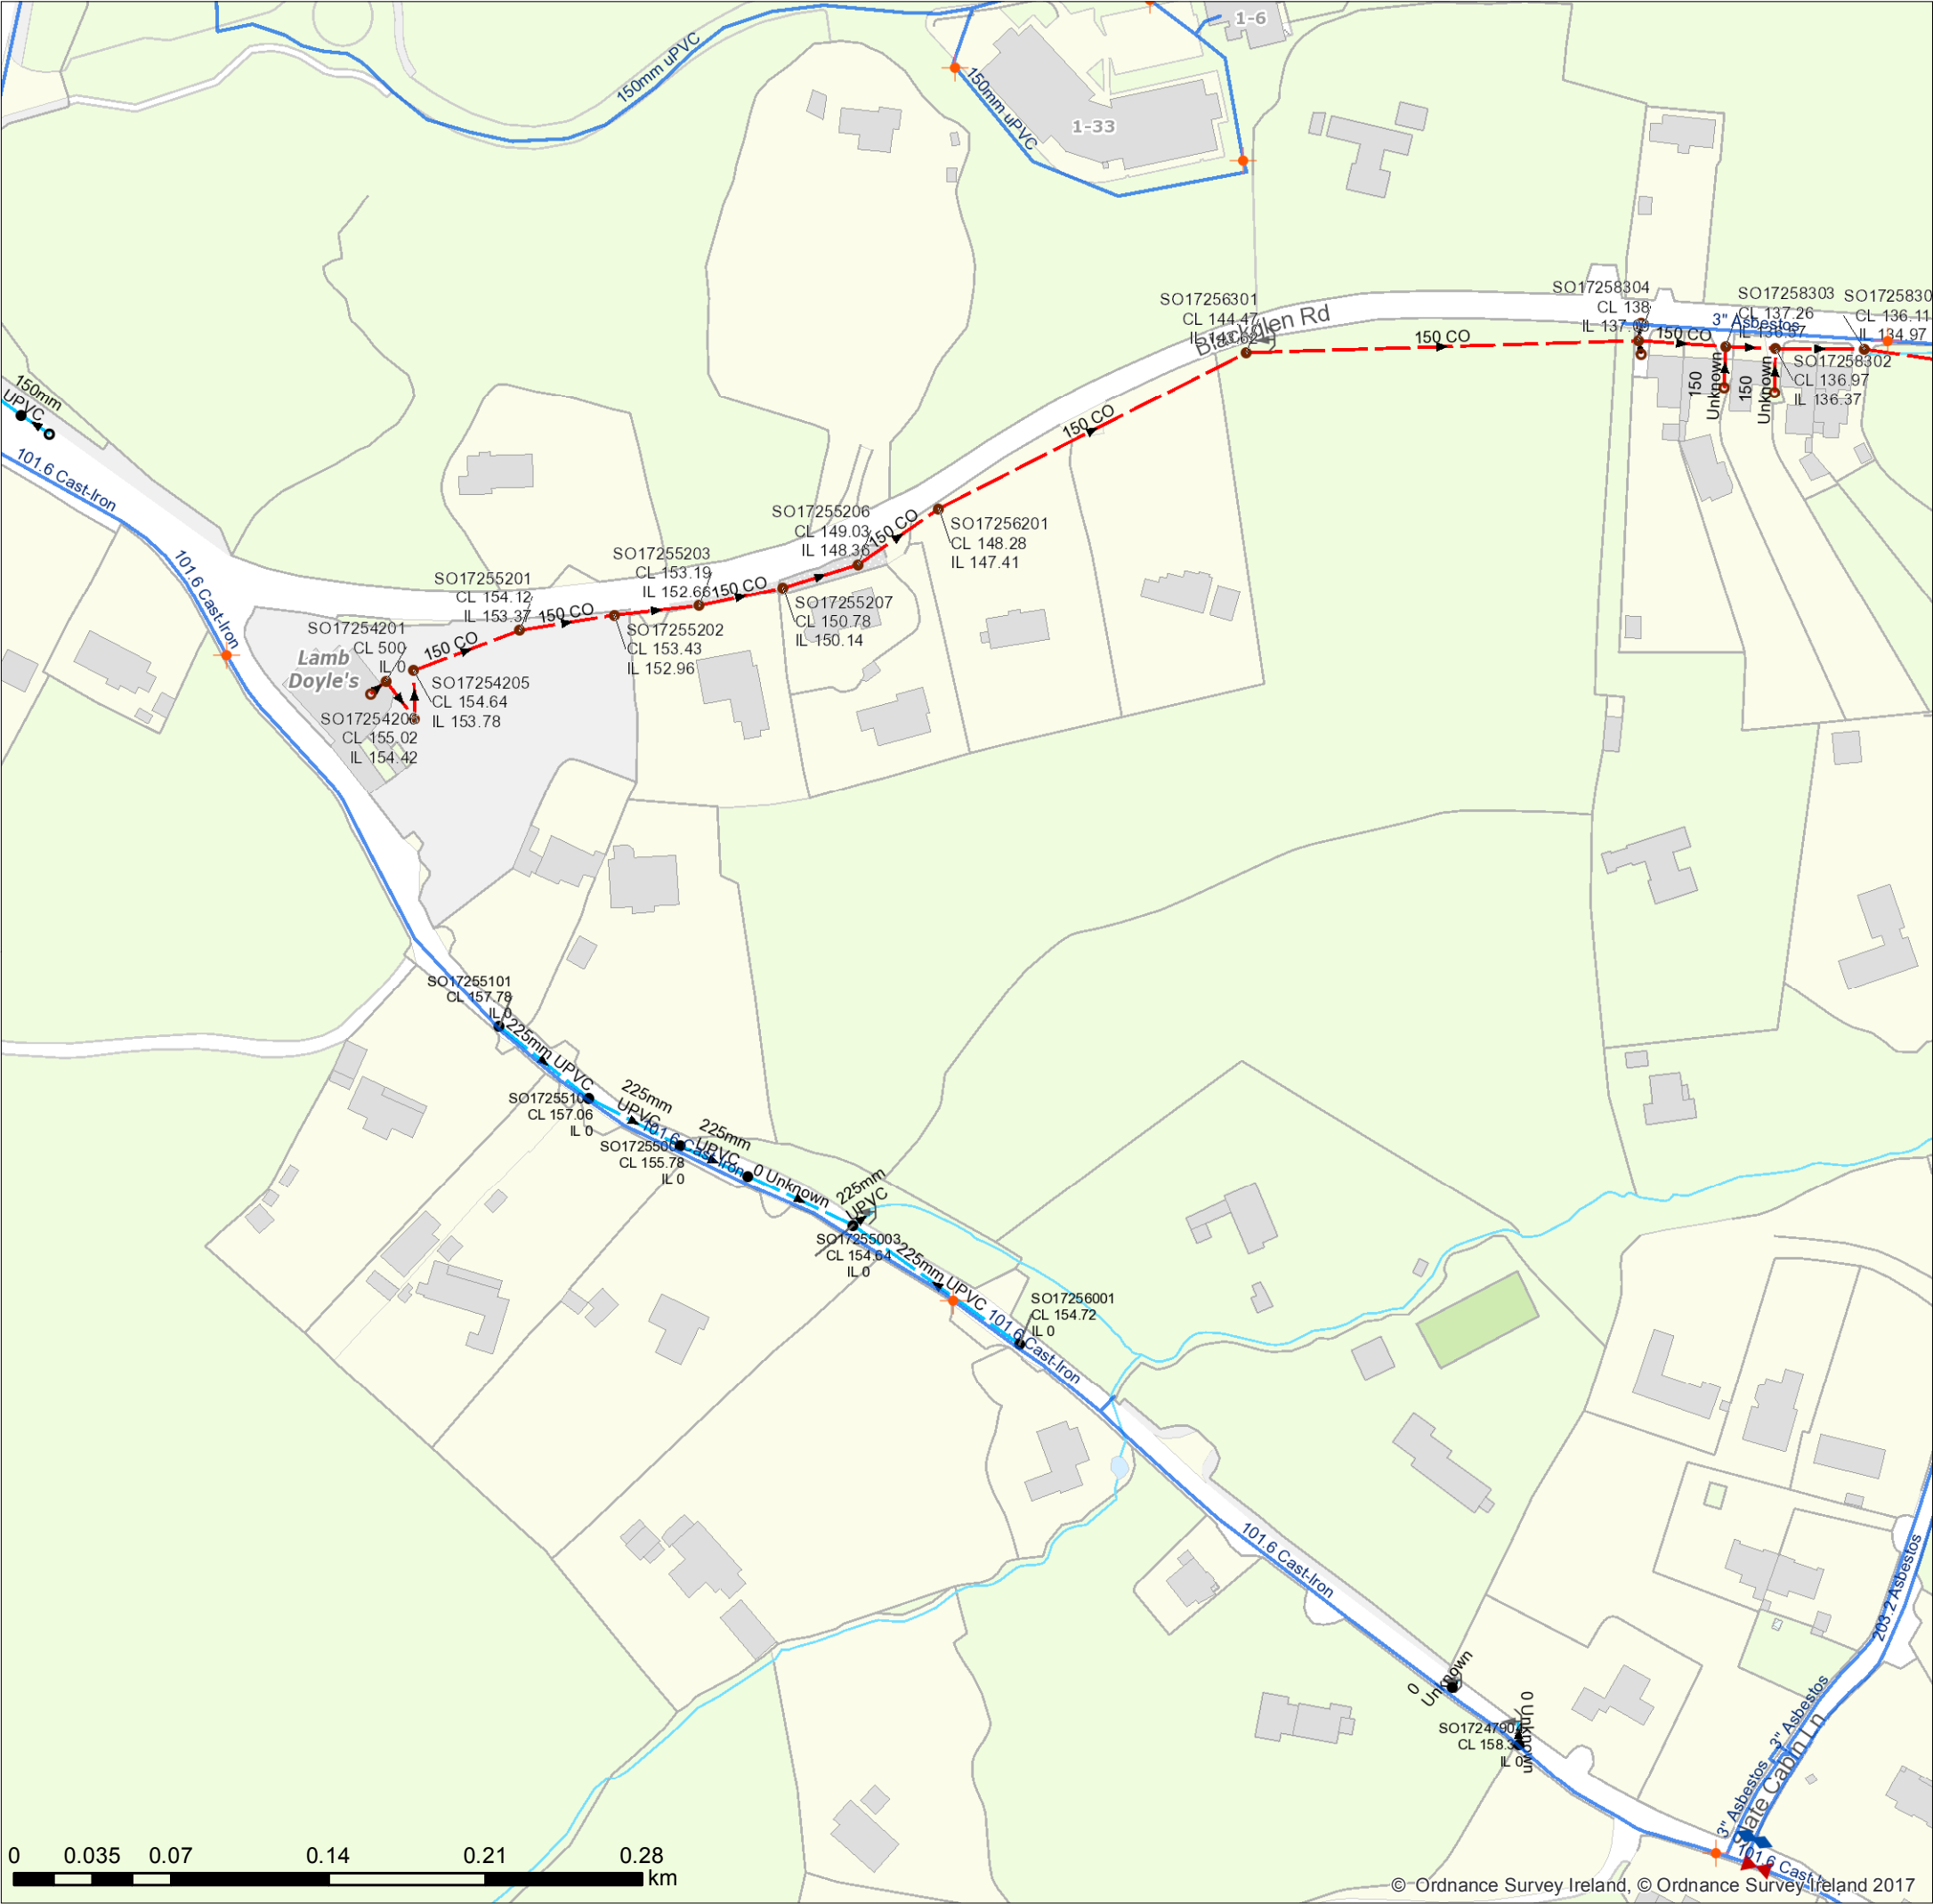 1-6
150mm uPVC
150mm uPVC
1-33
SO17256301
CL 144.47
Blackglen Rd
SO17258304
CL 138
3" Asbestos
SO17258303
CL 137.26
CL 136.11
IL 134.97
150 CO
150 CO
SO17258302
CL 136.97
IL 136.37
150
Unknown
150
Unknown
150mm
UPVC
101.6 Cast-Iron
150 CO
SO17255206
CL 149.03
IL 148.36
150 CO
SO17256201
CL 148.28
IL 147.41
101.6 Cast-Iron
SO17255203
CL 153.19
IL 152.66
150 CO
SO17255201
CL 154.12
IL 153.37
150 CO
SO17255207
CL 150.78
IL 150.14
SO17254201
CL 500
IL 0
150 CO
SO17255202
CL 153.43
IL 152.96
Lamb
Doyle's
SO17254205
CL 154.64
IL 153.78
CL 155.02
IL 154.42
SO17255101
CL 157.78
IL 0
225mm UPVC
CL 157.06
IL 0
225mm
UPVC
101.6 Cast-Iron
225mm
UPVC
CL 155.78
IL 0
0 Unknown
225mm
UPVC
SO17255003
CL 154.64
IL 0
225mm UPVC
101.6 Cast-Iron
SO17256001
CL 154.72
IL 0
101.6 Cast-Iron
203.2 Asbestos
0
Unknown
0 Unknown
IL 0
3" Asbestos
3" Asbestos
Slate Cabin Ln
0 0.035 0.07 0.14 0.21 0.28
km
© Ordnance Survey Ireland, © Ordnance Survey Ireland 2017